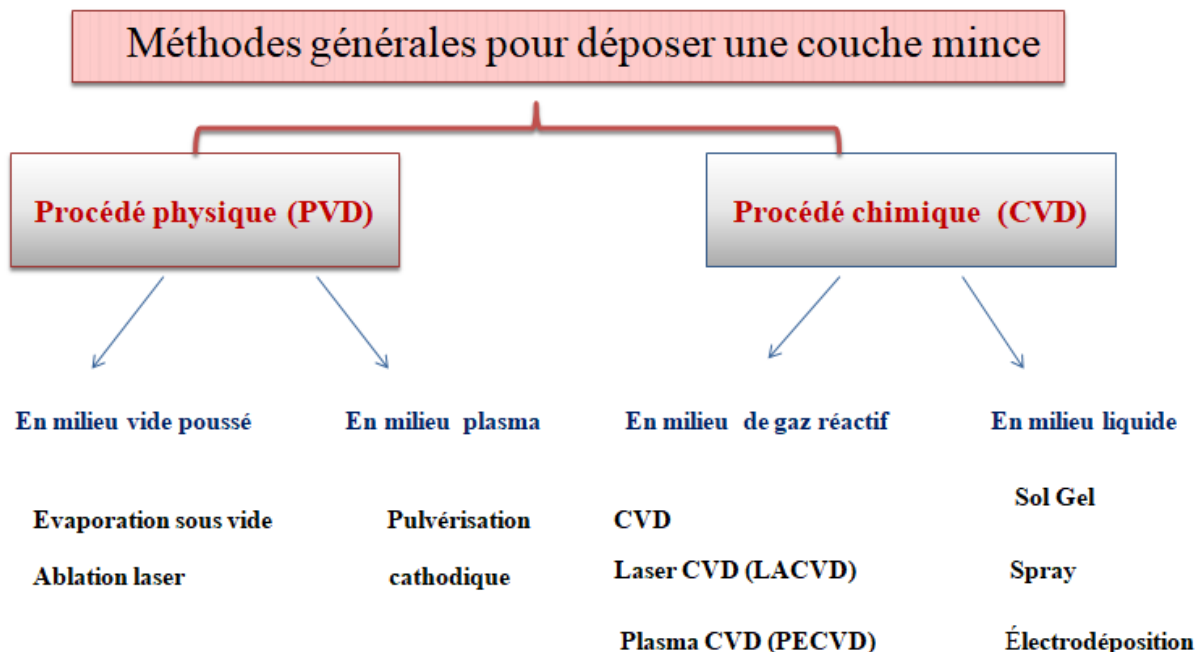 Méthodes générales pour déposer une couche mince
Procédé physique (PVD)
Procédé chimique (CVD)
En milieu vide poussé
En milieu plasma
En milieu de gaz réactif
En milieu liquide
Evaporation sous vide
Ablation laser
Pulvérisation
cathodique
CVD
Laser CVD (LACVD)
Plasma CVD (PECVD)
Sol Gel
Spray
Électrodéposition